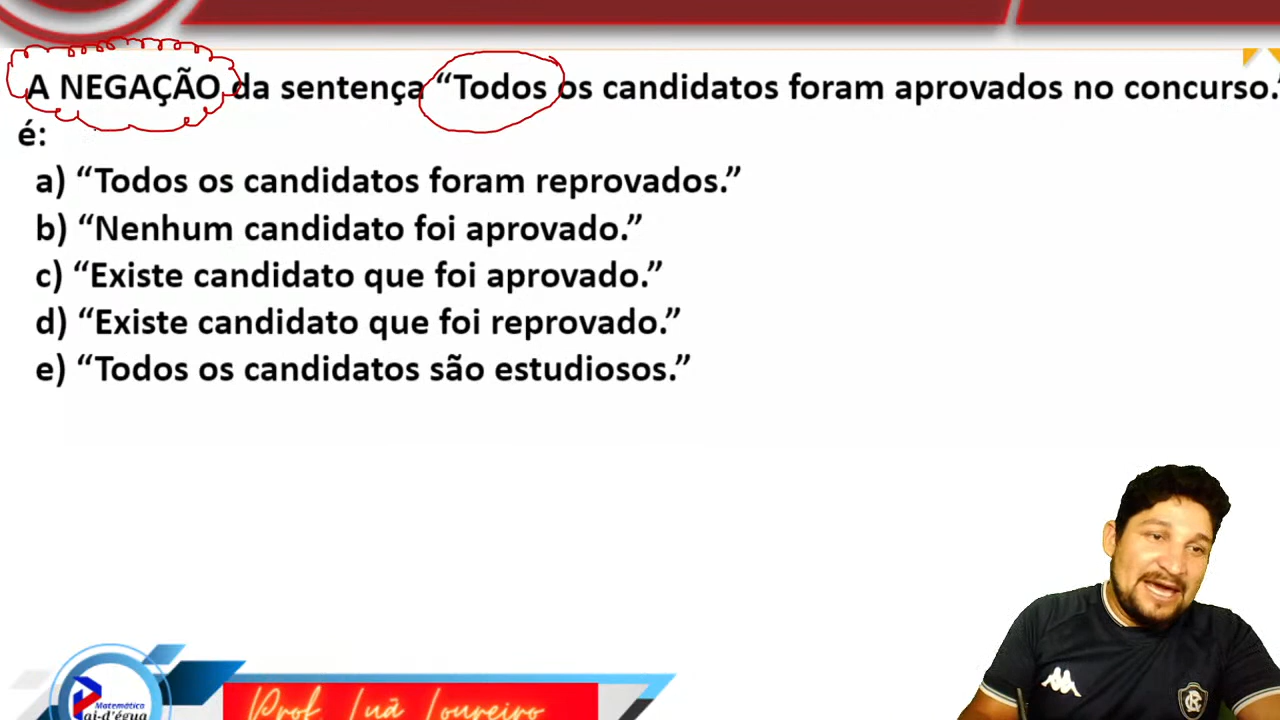 A NEGAÇÃO da sentença “Todos os candidatos foram aprovados no concurso.”
é:
a) “Todos os candidatos foram reprovados.”
b) “Nenhum candidato foi aprovado.”
c) “Existe candidato que foi aprovado.”
d) “Existe candidato que foi reprovado.”
e) “Todos os candidatos são estudiosos.”
Matemática
Pai-d'égua
Prof. Luã Loureiro